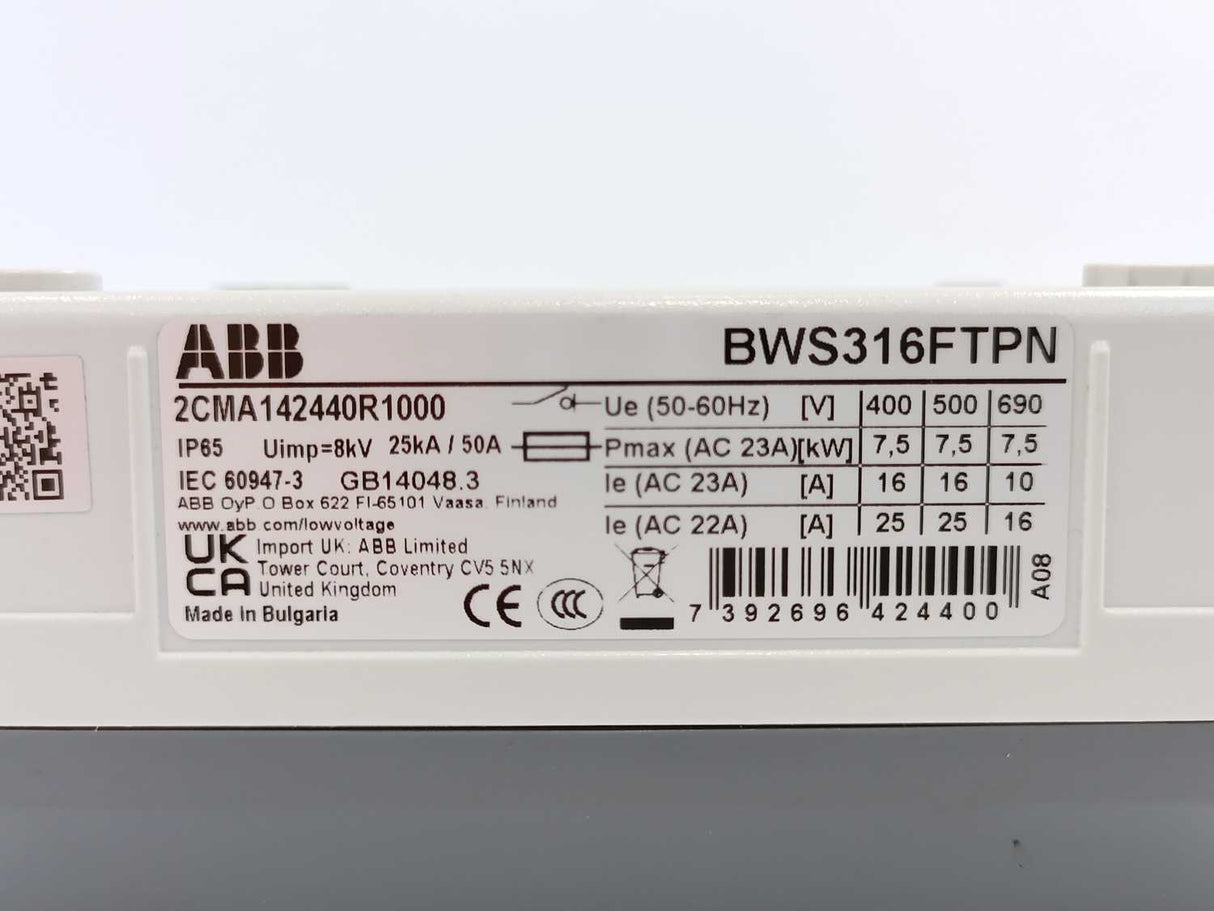 ABB BWS316FTPN
2CMA142440R1000
IP65 Uimp=8kV 25kA / 50A
IEC 60947-3 GB14048.3
ABB OyP.O Box 622 FI-65101 Vaasa. Finland
www.abb.com/lowvoltage
UK
CA
Import UK: ABB Limited
Tower Court, Coventry CV5 5NX
United Kingdom
Made In Bulgaria
CE CCC
Ue (50-60Hz) [V] 400 500 690
Pmax (AC 23A)[kW] 7,5 7,5 7,5
Ie (AC 23A) [A] 16 16 10
Ie (AC 22A) [A] 25 25 16
7 392696 424400
A08